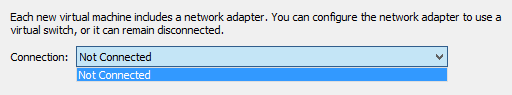 Each new virtual machine includes a network adapter. You can configure the network adapter to use a
virtual switch, or it can remain disconnected.
Connection: Not Connected
Not Connected